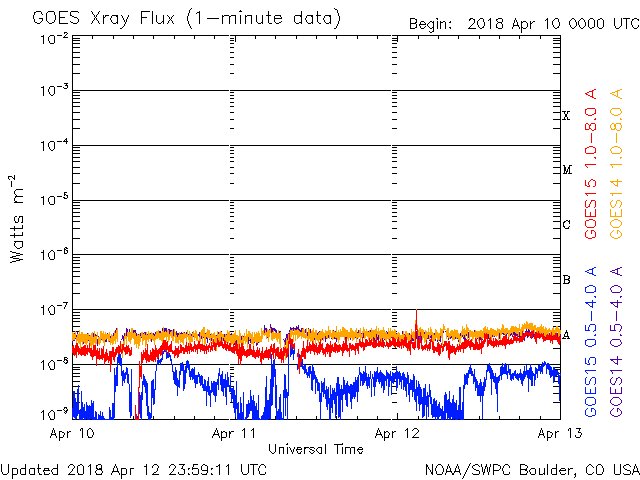 GOES Xray Flux (1-minute data)
Begin: 2018 Apr 10 0000 UTC
10⁻²
10⁻³
10⁻⁴
10⁻⁵
10⁻⁶
10⁻⁷
10⁻⁸
10⁻⁹
Watts m⁻²
X
M
C
B
A
GOES15 1.0-8.0 A
GOES14 1.0-8.0 A
GOES15 0.5-4.0 A
GOES14 0.5-4.0 A
Apr 10 Apr 11 Apr 12 Apr 13
Universal Time
Updated 2018 Apr 12 23:59:11 UTC
NOAA/SWPC Boulder, CO USA